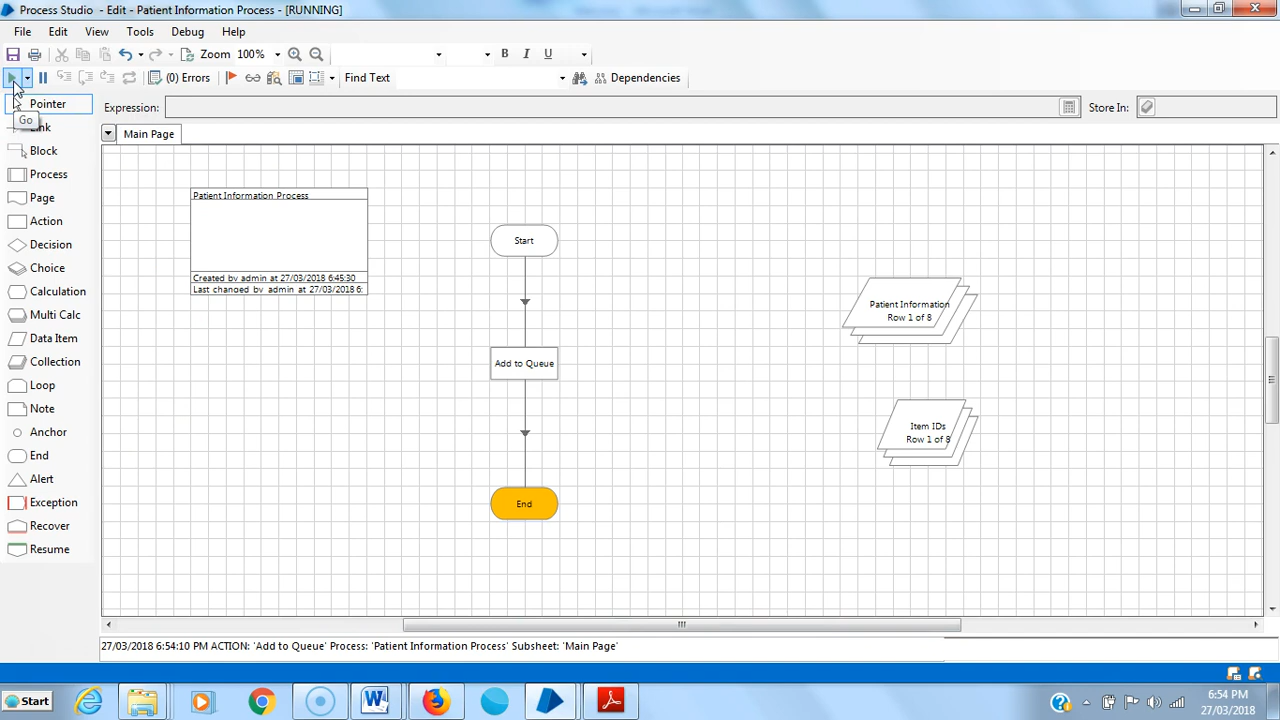 Process Studio - Edit - Patient Information Process - [RUNNING]
File Edit View Tools Debug Help
Zoom 100% B I U
(0) Errors Find Text Dependencies
Pointer
Expression: Store In:
Go
Link
Main Page
Block
Process
Page
Action
Decision
Choice
Calculation
Multi Calc
Data Item
Collection
Loop
Note
Anchor
End
Alert
Exception
Recover
Resume
Patient Information Process
Created by admin at 27/03/2018 6:45:30
Last changed by admin at 27/03/2018 6:
Start
Add to Queue
End
Patient Information
Row 1 of 8
Item IDs
Row 1 of 8
27/03/2018 6:54:10 PM ACTION: 'Add to Queue' Process: 'Patient Information Process' Subsheet: 'Main Page'
Start
6:54 PM
27/03/2018